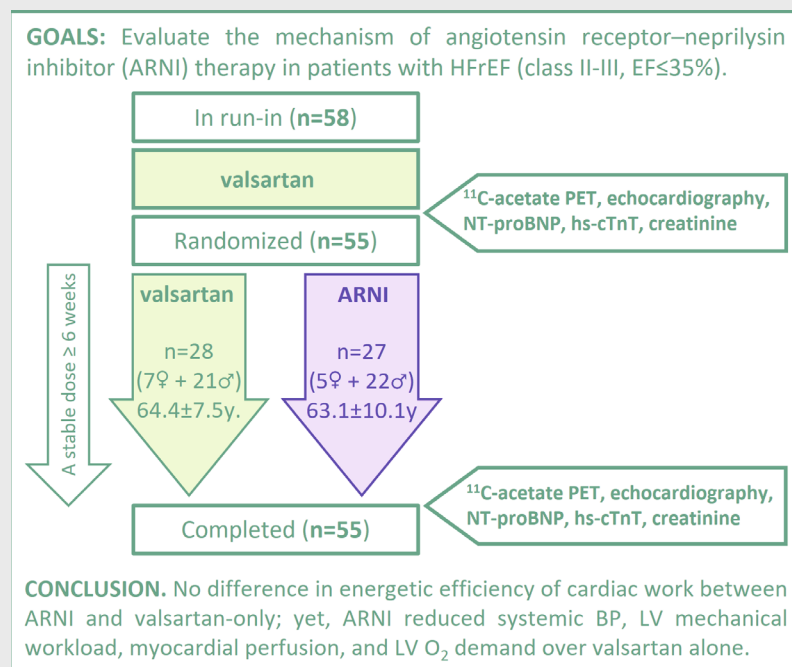 GOALS: Evaluate the mechanism of angiotensin receptor–neprilysin
inhibitor (ARNI) therapy in patients with HFrEF (class II-III, EF≤35%).
In run-in (n=58)
valsartan
¹¹C-acetate PET, echocardiography,
NT-proBNP, hs-cTnT, creatinine
Randomized (n=55)
A stable dose ≥ 6 weeks
valsartan
n=28
(7♀ + 21♂)
64.4±7.5y.
ARNI
n=27
(5♀ + 22♂)
63.1±10.1y
¹¹C-acetate PET, echocardiography,
NT-proBNP, hs-cTnT, creatinine
Completed (n=55)
CONCLUSION. No difference in energetic efficiency of cardiac work between
ARNI and valsartan-only; yet, ARNI reduced systemic BP, LV mechanical
workload, myocardial perfusion, and LV O₂ demand over valsartan alone.